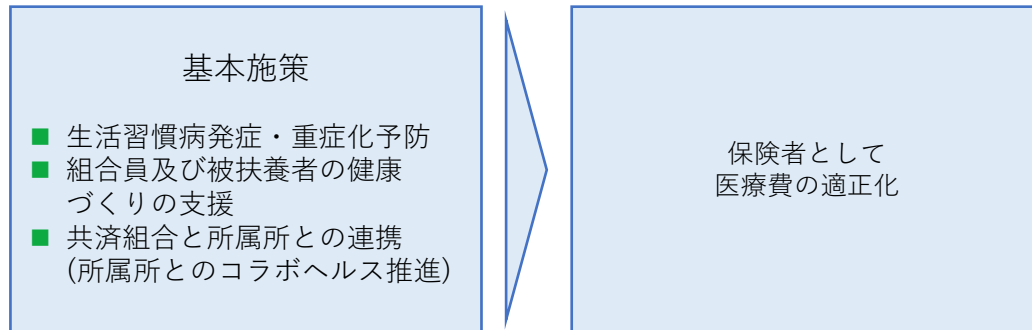 基本施策
■ 生活習慣病発症・重症化予防
■ 組合員及び被扶養者の健康
づくりの支援
■ 共済組合と所属所との連携
(所属所とのコラボヘルス推進)
保険者として
医療費の適正化